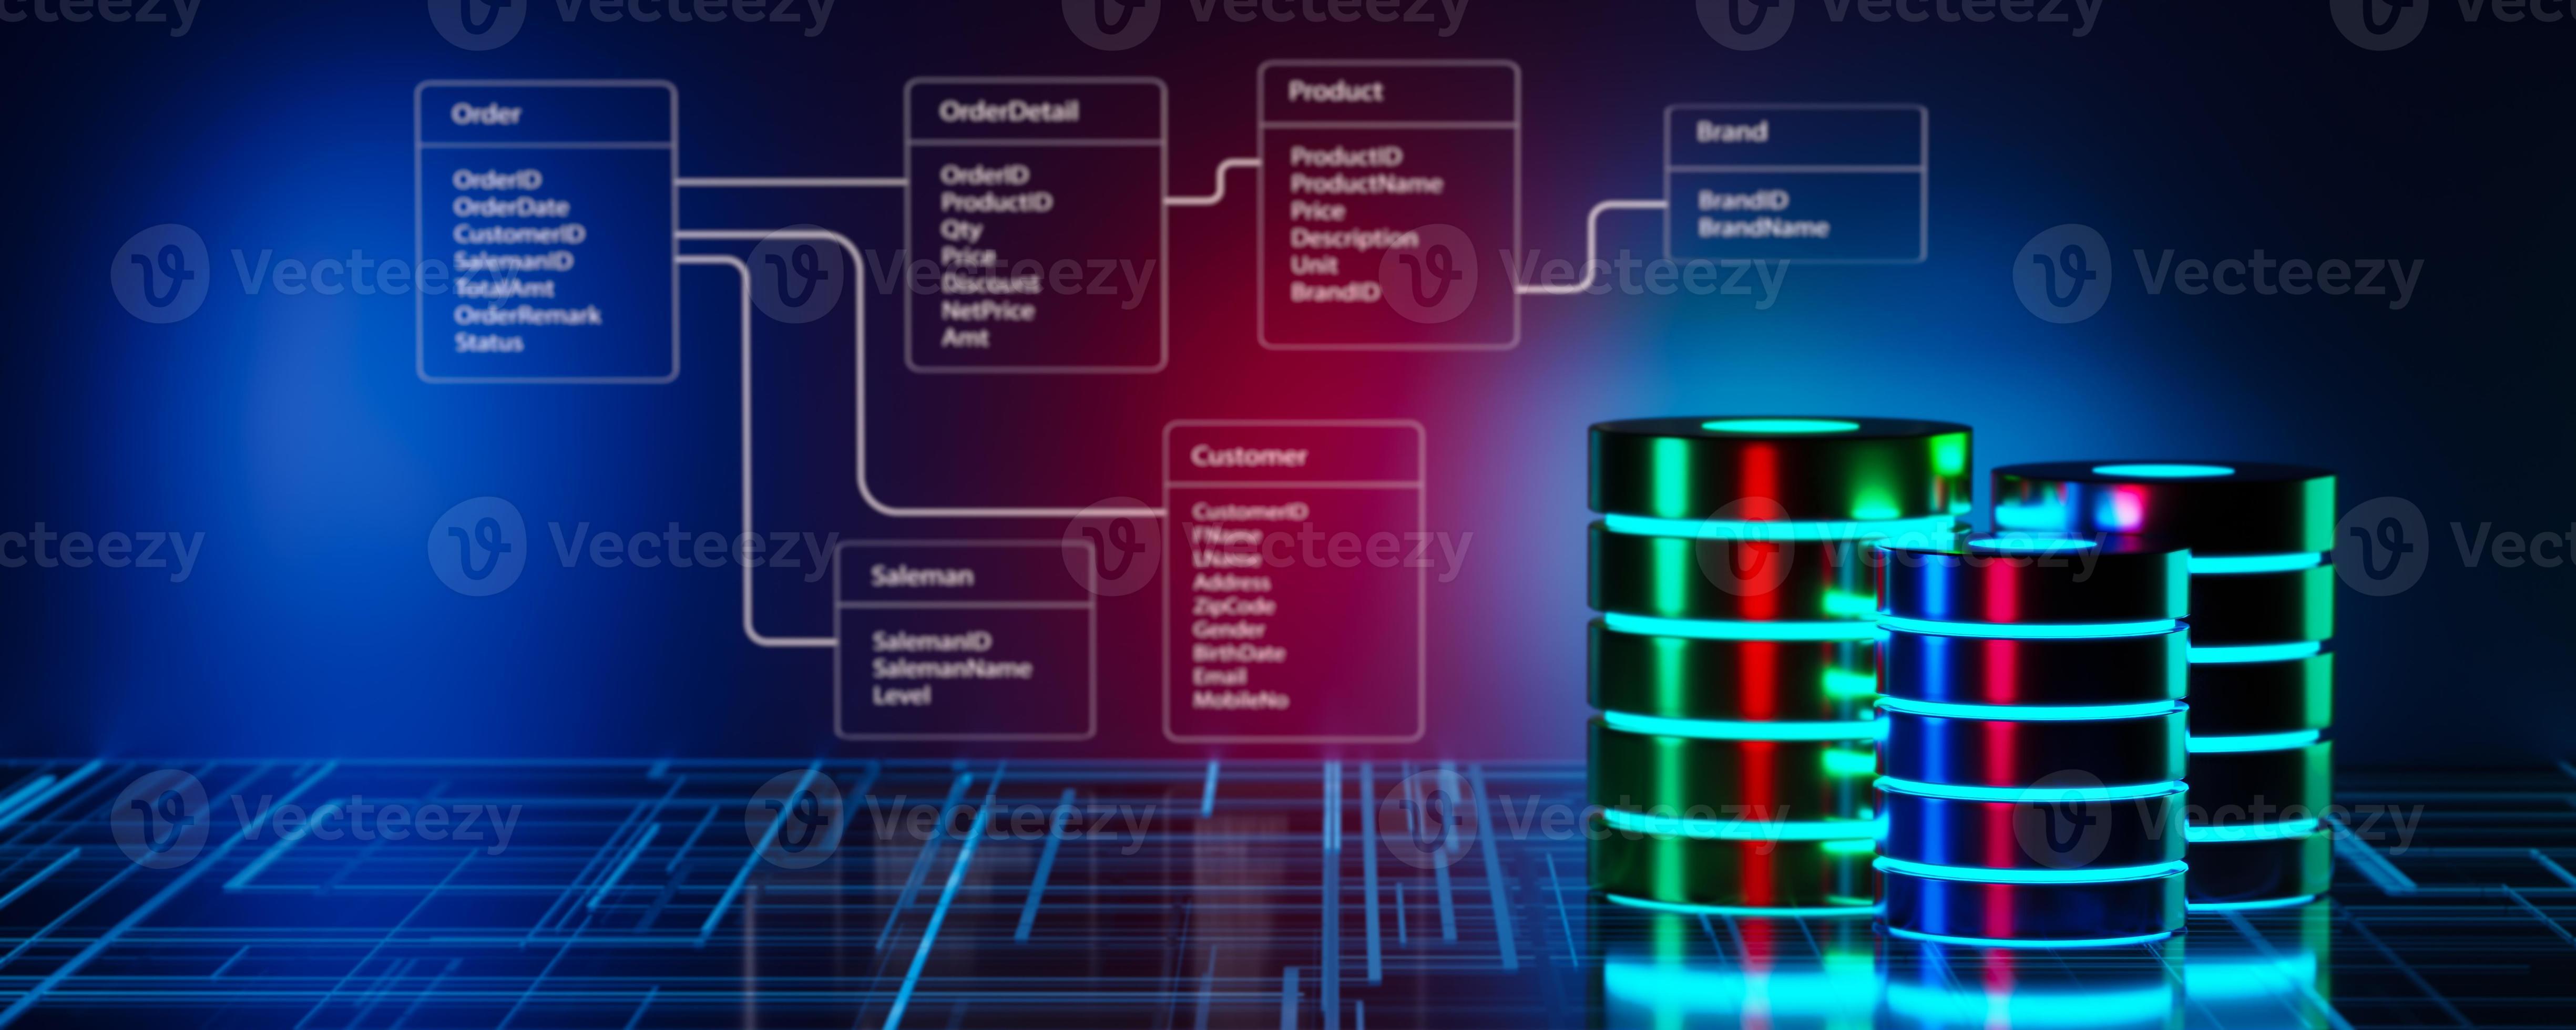 Order
OrderID
OrderDate
CustomerID
SalemanID
TotalAmt
OrderRemark
Status
OrderDetail
OrderID
ProductID
Qty
Price
Discount
NetPrice
Amt
Product
ProductID
ProductName
Price
Description
Unit
BrandID
Brand
BrandID
BrandName
Saleman
SalemanID
SalemanName
Level
Customer
CustomerID
FName
LName
Address
ZipCode
Gender
BirthDate
Email
MobileNo
Vecteezy